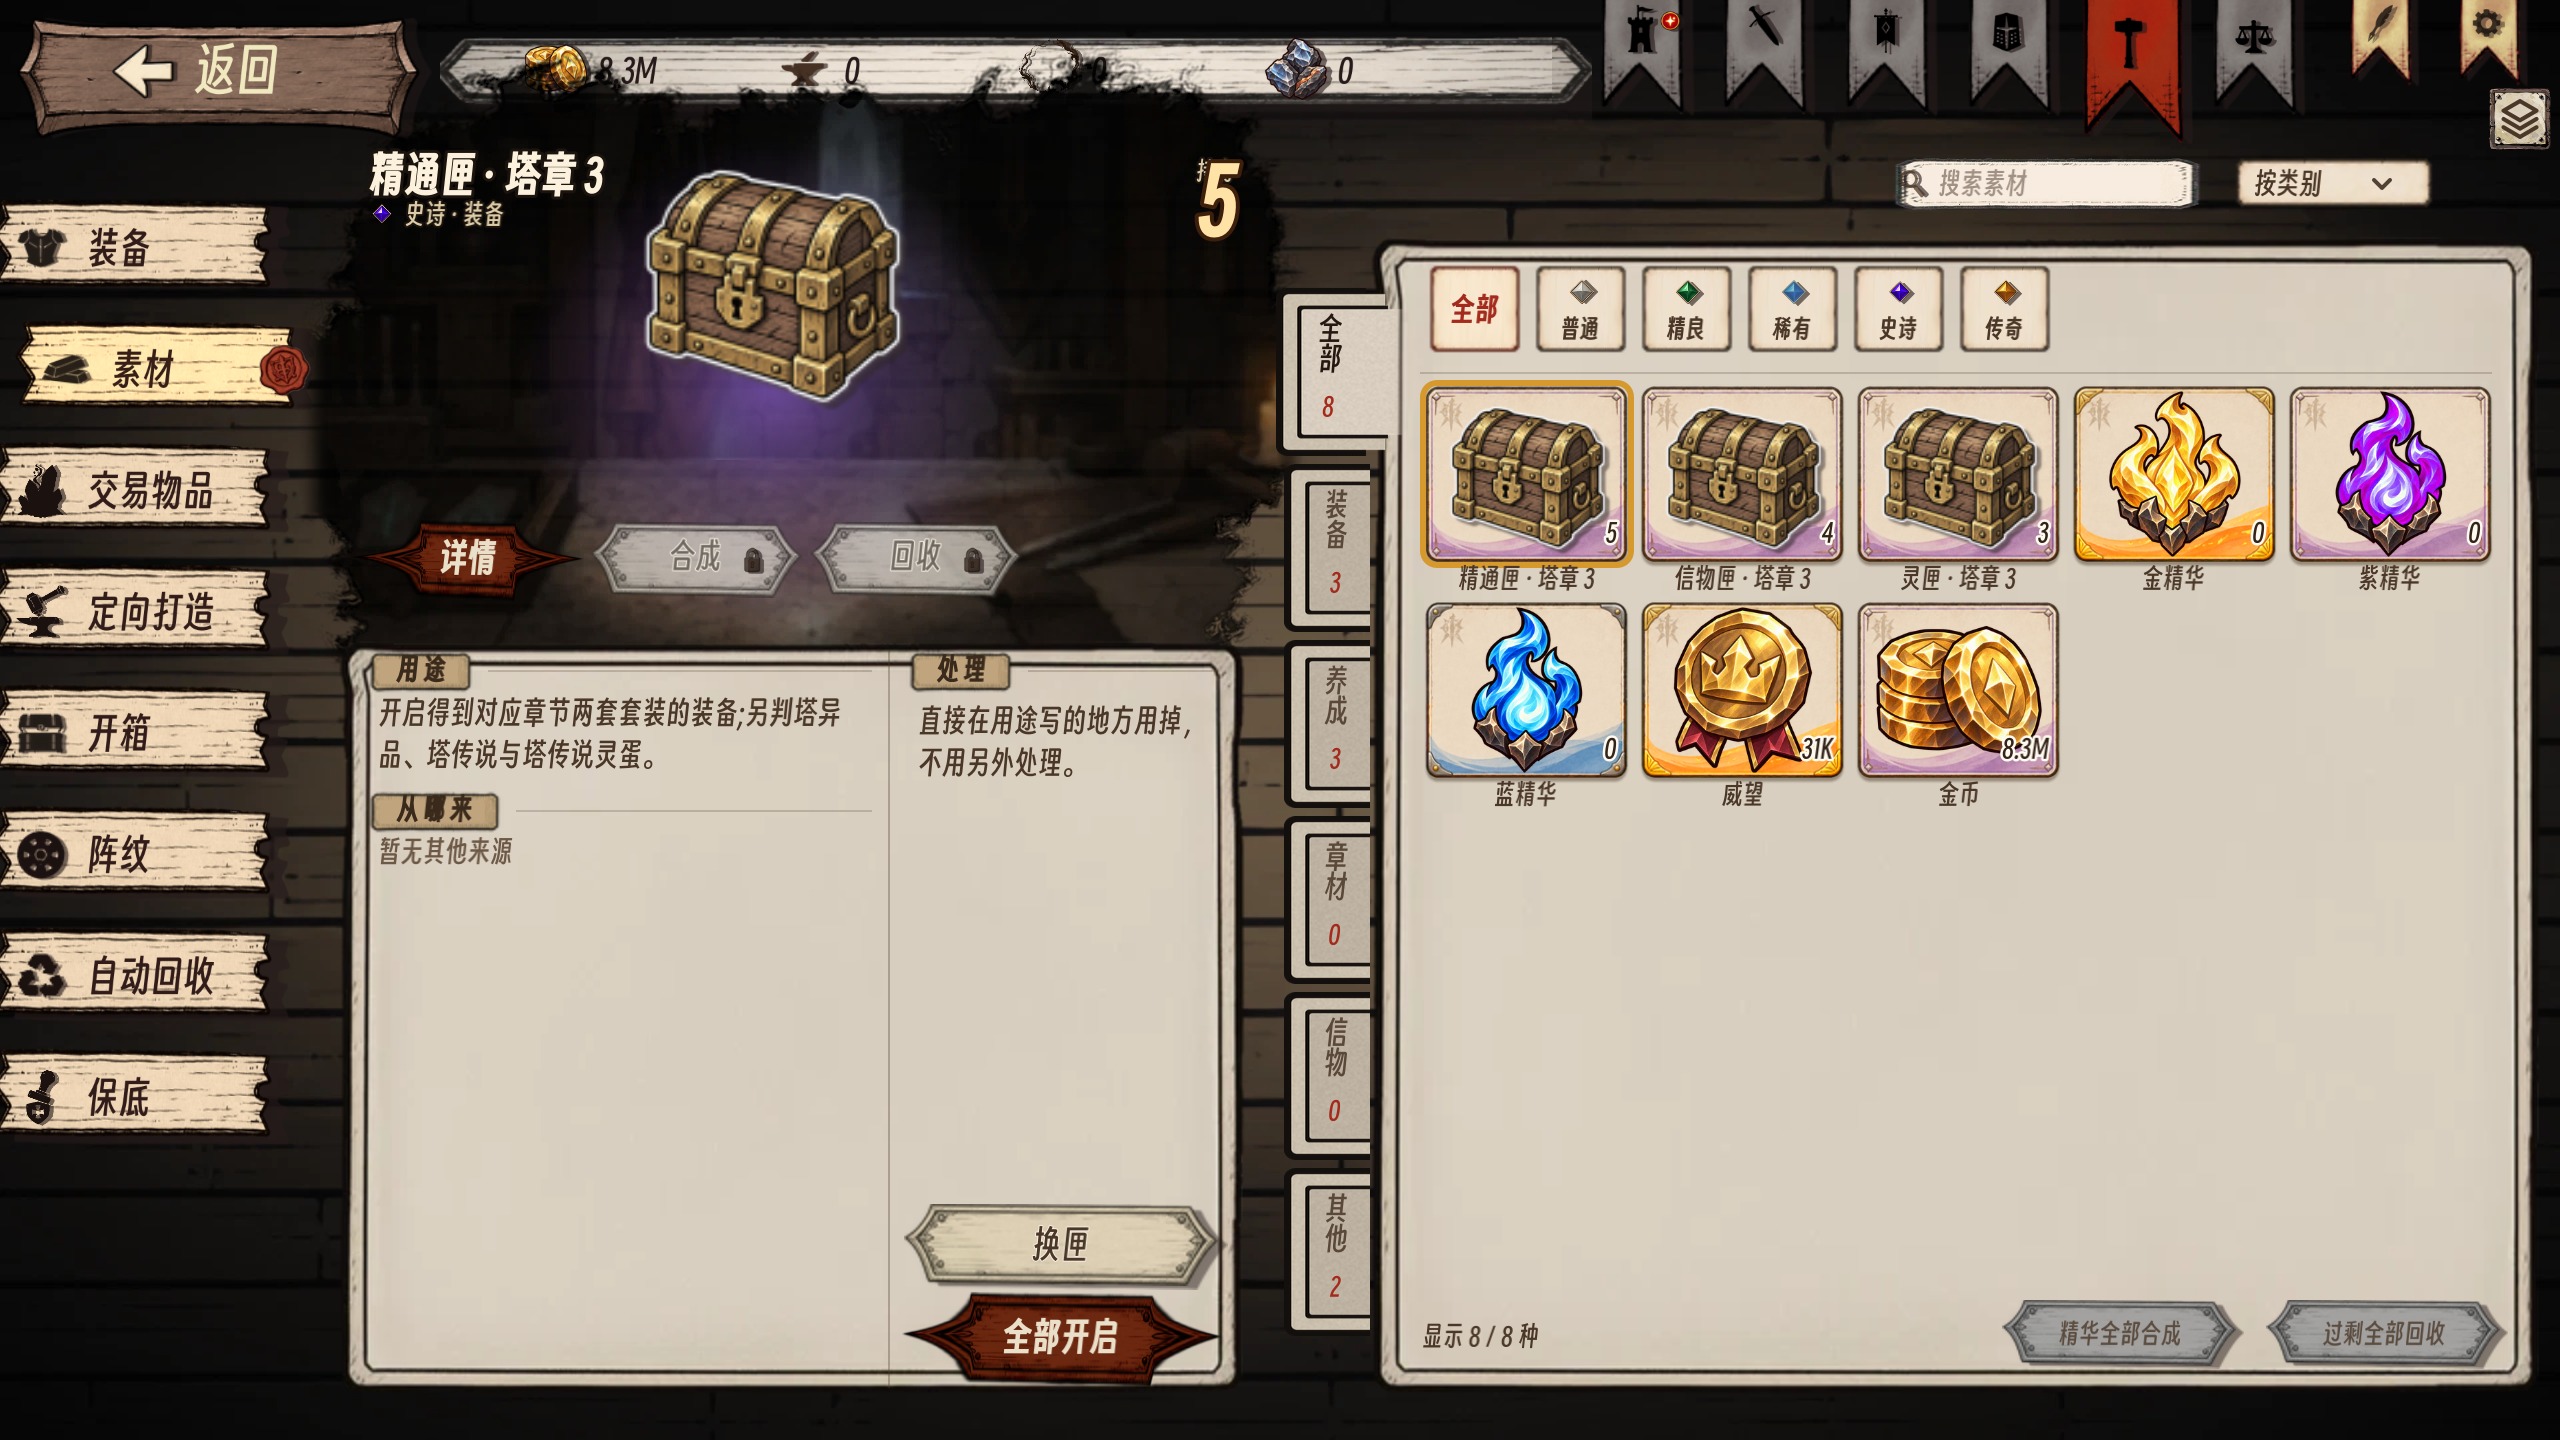 返回
8.3M
0
0
0
精通匣·塔章 3
史诗·装备
5
搜索素材
按类别
装备
素材
交易物品
定向打造
开箱
阵纹
自动回收
保底
详情
合成
回收
用途
开启得到对应章节两套套装的装备;另判塔异
品、塔传说与塔传说灵蛋。
从哪来
暂无其他来源
处理
直接在用途写的地方用掉,
不用另外处理。
换匣
全部开启
全部
8
装备
3
养成
3
章材
0
信物
0
其他
2
全部
普通
精良
稀有
史诗
传奇
5
4
3
0
0
精通匣·塔章 3
信物匣·塔章 3
灵匣·塔章 3
金精华
紫精华
0
31K
8.3M
蓝精华
威望
金币
显示 8 / 8 种
精华全部合成
过剩全部回收